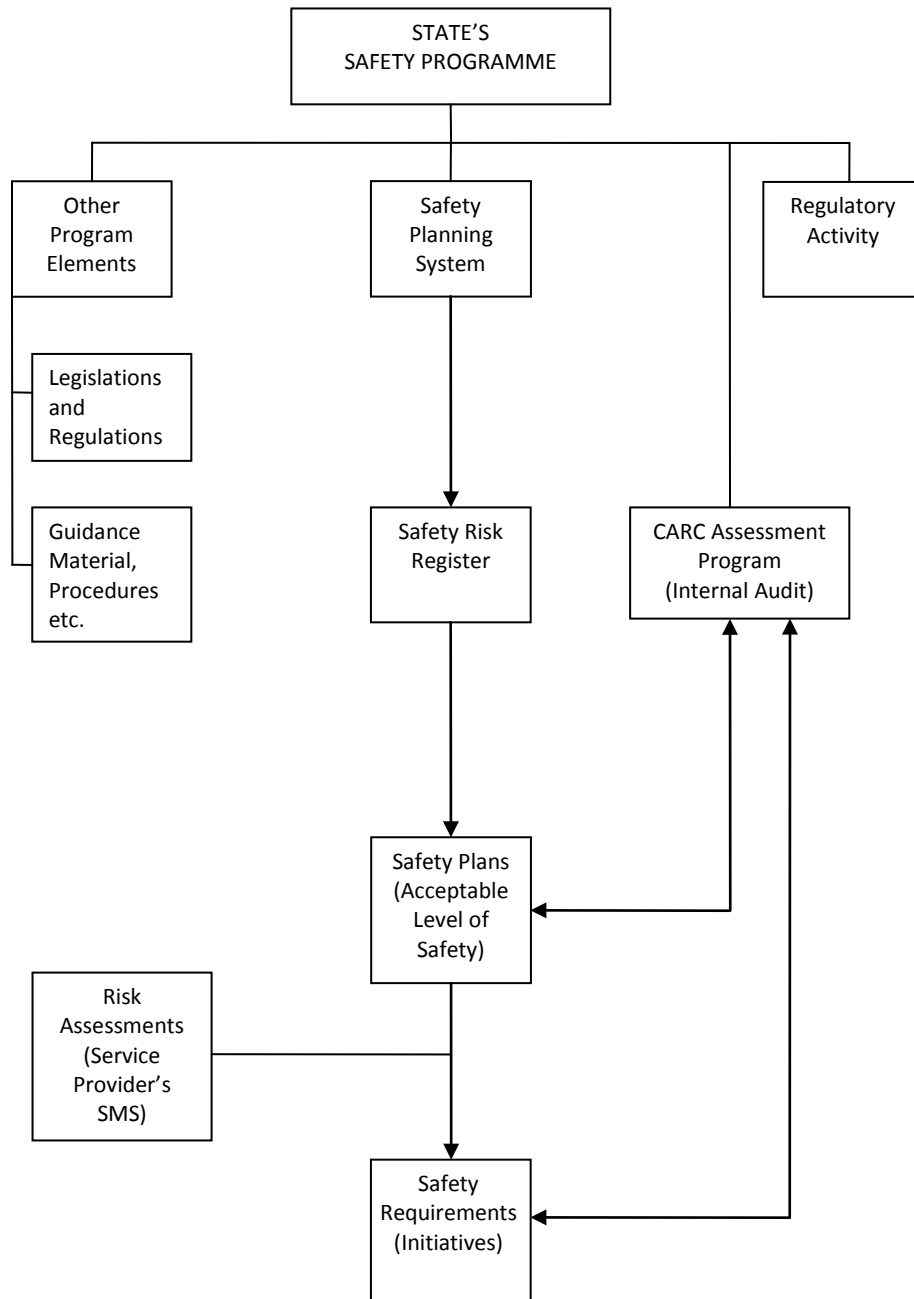 STATE’S
SAFETY PROGRAMME
Other
Program
Elements
Safety
Planning
System
Regulatory
Activity
Legislations
and
Regulations
Guidance
Material,
Procedures
etc.
Safety Risk
Register
CARC Assessment
Program
(Internal Audit)
Safety Plans
(Acceptable
Level of
Safety)
Risk
Assessments
(Service
Provider’s
SMS)
Safety
Requirements
(Initiatives)